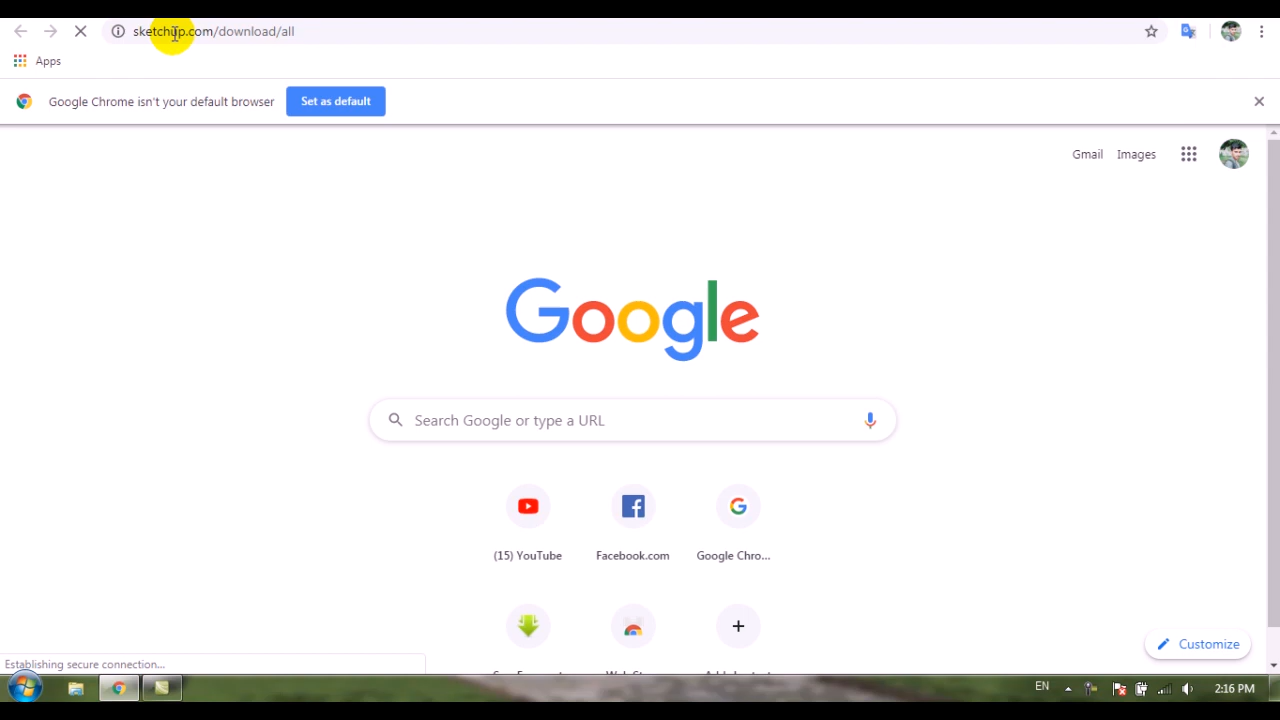 sketchup.com/download/all
Apps
Google Chrome isn't your default browser
Set as default
Gmail
Images
Google
Search Google or type a URL
(15) YouTube
Facebook.com
Google Chro...
Customize
Establishing secure connection...
EN
2:16 PM